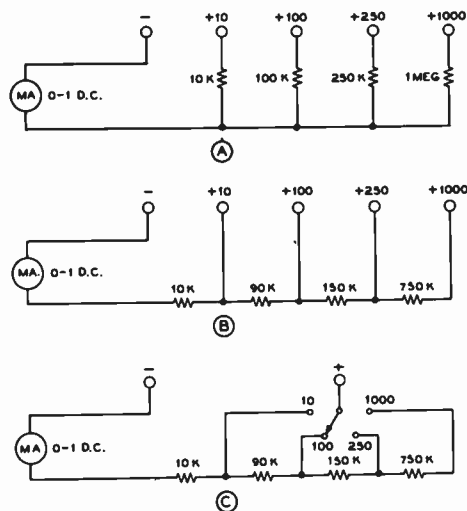 − +10 +100 +250 +1000
10 K 100 K 250 K 1 MEG
MA 0-1 D.C.
A
− +10 +100 +250 +1000
MA. 0-1 D.C.
10 K 90 K 150 K 750 K
B
− +
10 1000
100 250
MA 0-1 D.C.
10 K 90 K 150 K 750 K
C